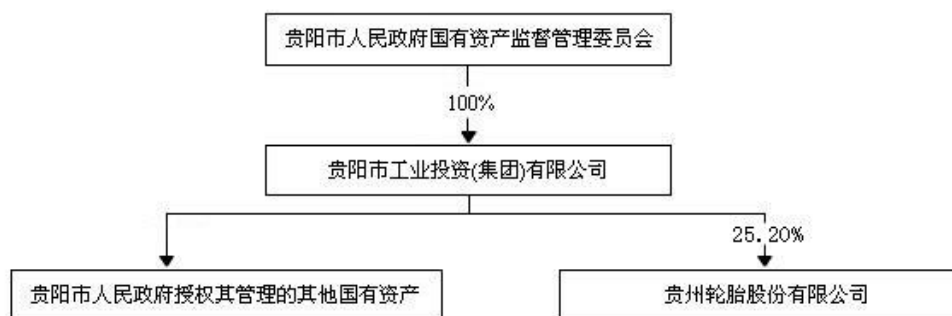 贵阳市人民政府国有资产监督管理委员会
100%
贵阳市工业投资(集团)有限公司
25.20%
贵阳市人民政府授权其管理的其他国有资产
贵州轮胎股份有限公司